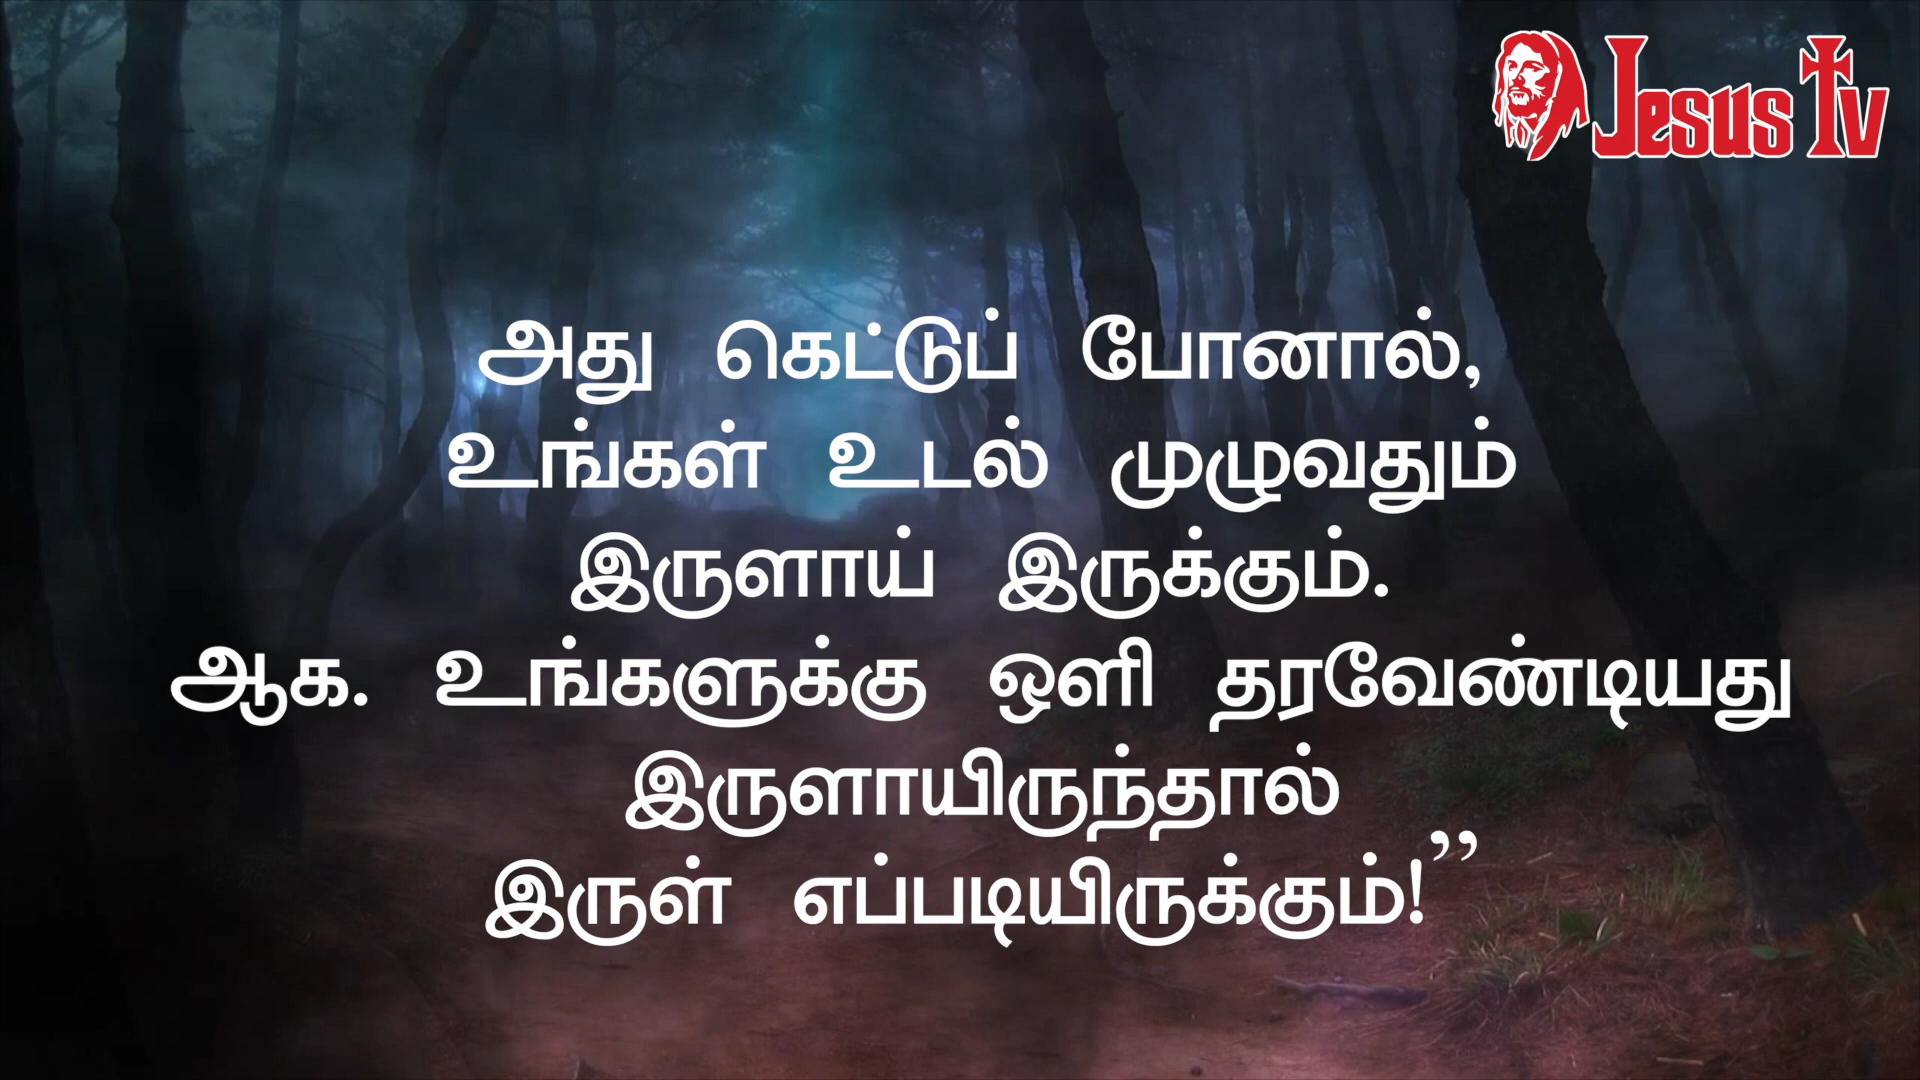 Jesus Tv
அது கெட்டுப் போனால்,
உங்கள் உடல் முழுவதும்
இருளாய் இருக்கும்.
ஆக. உங்களுக்கு ஒளி தரவேண்டியது
இருளாயிருந்தால்
இருள் எப்படியிருக்கும்!”